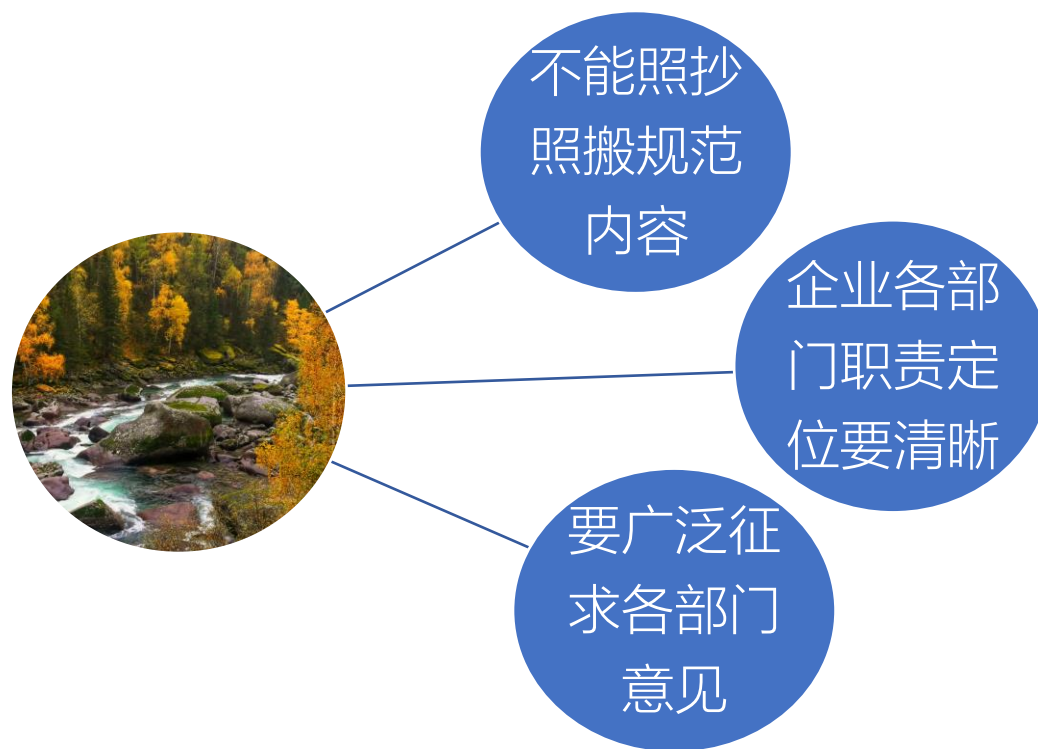 不能照抄
照搬规范
内容
企业各部
门职责定
位要清晰
要广泛征
求各部门
意见